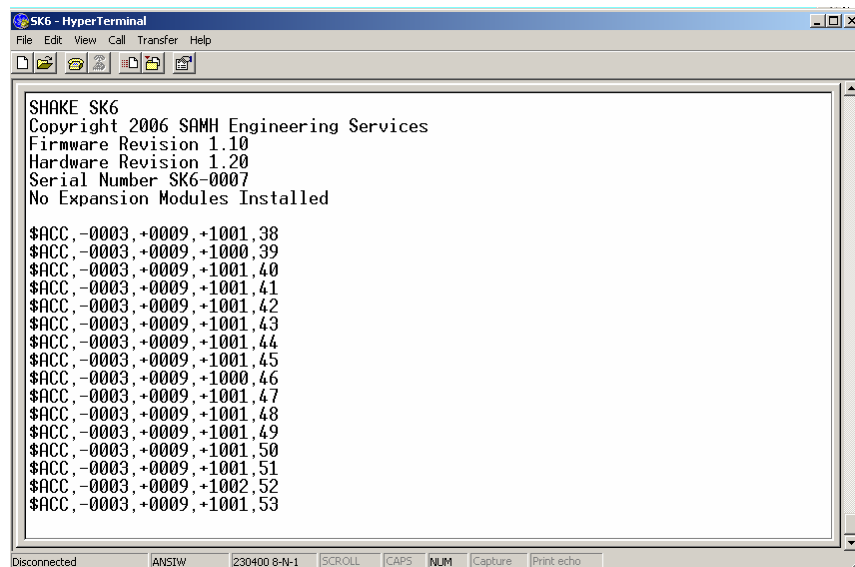 SK6 - HyperTerminal
File Edit View Call Transfer Help
SHAKE SK6
Copyright 2006 SAMH Engineering Services
Firmware Revision 1.10
Hardware Revision 1.20
Serial Number SK6-0007
No Expansion Modules Installed
$ACC,-0003,+0009,+1001,38
$ACC,-0003,+0009,+1000,39
$ACC,-0003,+0009,+1001,40
$ACC,-0003,+0009,+1001,41
$ACC,-0003,+0009,+1001,42
$ACC,-0003,+0009,+1001,43
$ACC,-0003,+0009,+1001,44
$ACC,-0003,+0009,+1001,45
$ACC,-0003,+0009,+1000,46
$ACC,-0003,+0009,+1001,47
$ACC,-0003,+0009,+1001,48
$ACC,-0003,+0009,+1001,49
$ACC,-0003,+0009,+1001,50
$ACC,-0003,+0009,+1001,51
$ACC,-0003,+0009,+1002,52
$ACC,-0003,+0009,+1001,53
Disconnected ANSIW 230400 8-N-1 SCROLL CAPS NUM Capture Print echo